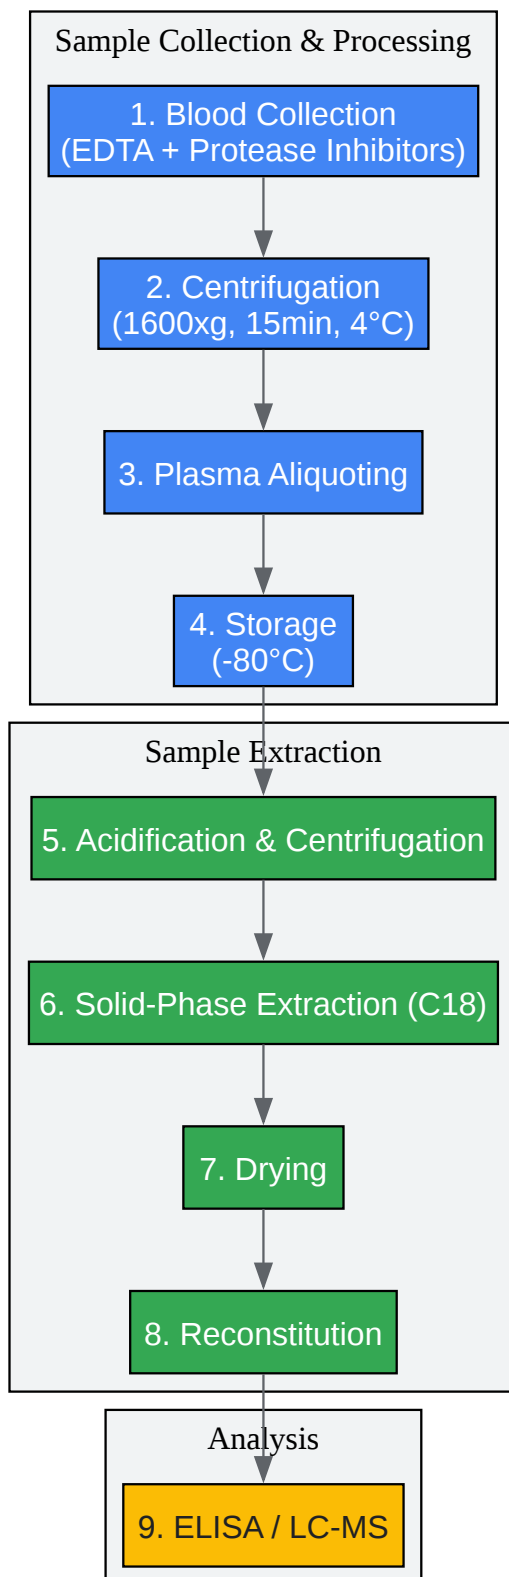 Sample Collection & Processing
1. Blood Collection
(EDTA + Protease Inhibitors)
2. Centrifugation
(1600xg, 15min, 4°C)
3. Plasma Aliquoting
4. Storage
(-80°C)
Sample Extraction
5. Acidification & Centrifugation
6. Solid-Phase Extraction (C18)
7. Drying
8. Reconstitution
Analysis
9. ELISA / LC-MS